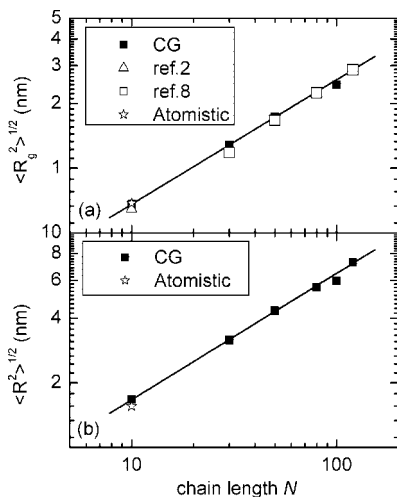 5
4
3
2
1
<R_g^2>^1/2 (nm)
CG
ref.2
ref.8
Atomistic
(a)
10
8
6
4
2
<R^2>^1/2 (nm)
CG
Atomistic
(b)
10
100
chain length N